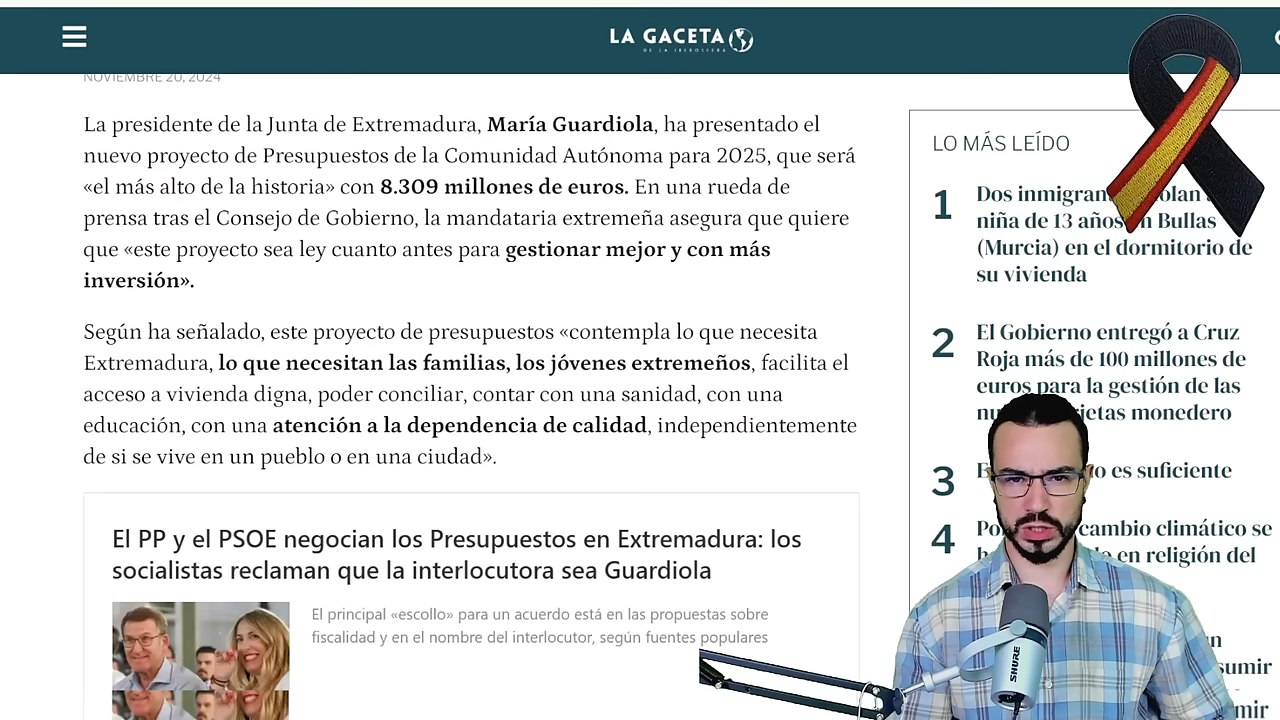 LA GACETA
DE LA IBEROSFERA
NOVIEMBRE 20, 2024
La presidente de la Junta de Extremadura, María Guardiola, ha presentado el
nuevo proyecto de Presupuestos de la Comunidad Autónoma para 2025, que será
«el más alto de la historia» con 8.309 millones de euros. En una rueda de
prensa tras el Consejo de Gobierno, la mandataria extremeña asegura que quiere
que «este proyecto sea ley cuanto antes para gestionar mejor y con más
inversión».
Según ha señalado, este proyecto de presupuestos «contempla lo que necesita
Extremadura, lo que necesitan las familias, los jóvenes extremeños, facilita el
acceso a vivienda digna, poder conciliar, contar con una sanidad, con una
educación, con una atención a la dependencia de calidad, independientemente
de si se vive en un pueblo o en una ciudad».
El PP y el PSOE negocian los Presupuestos en Extremadura: los
socialistas reclaman que la interlocutora sea Guardiola
El principal «escollo» para un acuerdo está en las propuestas sobre
fiscalidad y en el nombre del interlocutor, según fuentes populares
LO MÁS LEÍDO
1
Dos
niña de 13 años en Bullas
(Murcia) en el dormitorio de
su vivienda
2
El Gobierno entregó a Cruz
Roja más de 100 millones de
euros para la gestión de las
monedero
3
es suficiente
4
cambio climático se
en religión del
SHURE